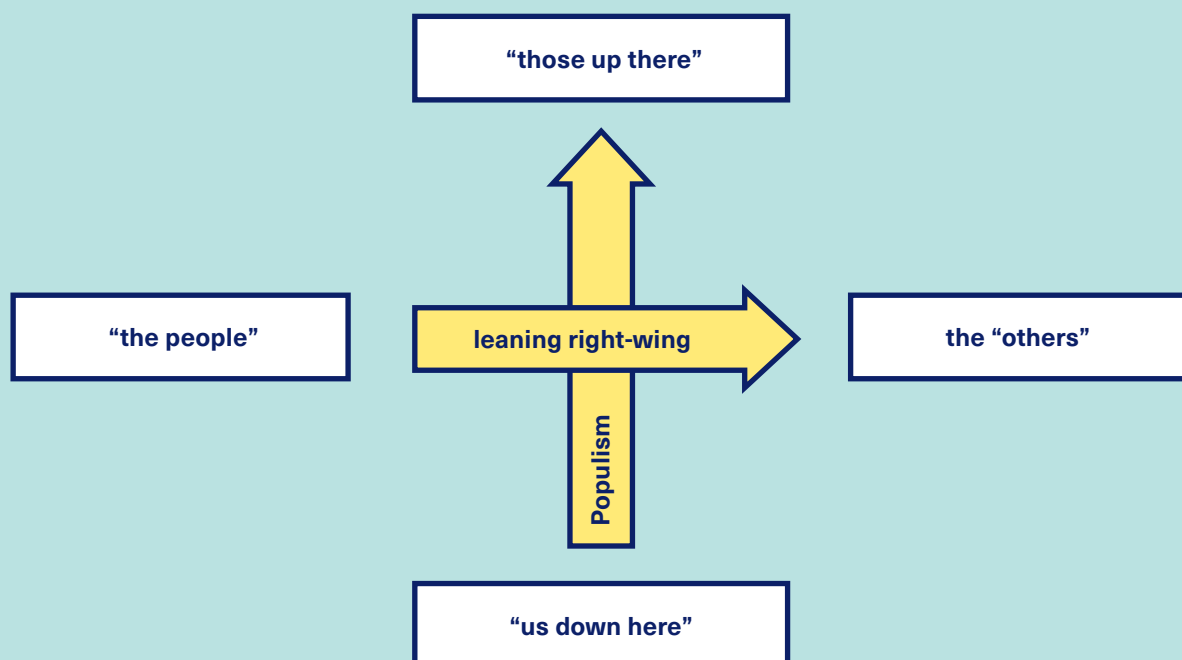 “those up there”
“the people”
leaning right-wing
the “others”
Populism
“us down here”